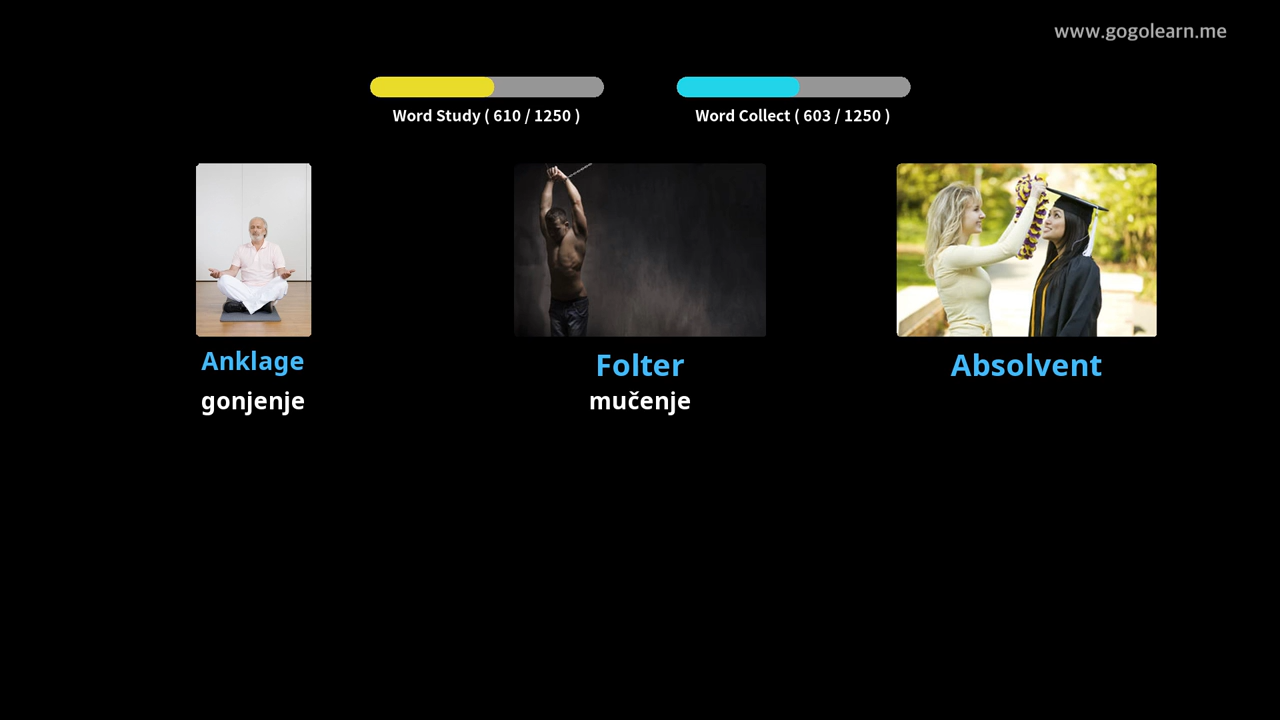 www.gogolearn.me
Word Study ( 610 / 1250 )
Word Collect ( 603 / 1250 )
Anklage
Folter
Absolvent
gonjenje
mučenje